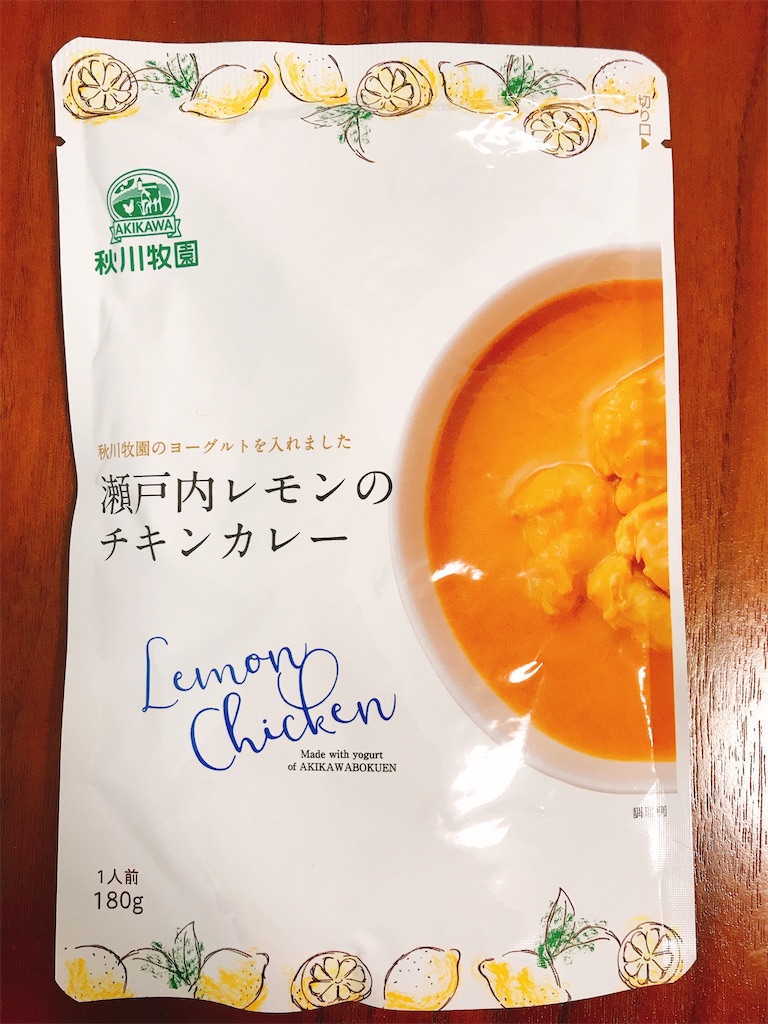 切り口▶
AKIKAWA
秋川牧園
秋川牧園のヨーグルトを入れました
瀬戸内レモンの
チキンカレー
Lemon
Chicken
Made with yogurt
of AKIKAWABOKUEN
調理例
1人前
180g